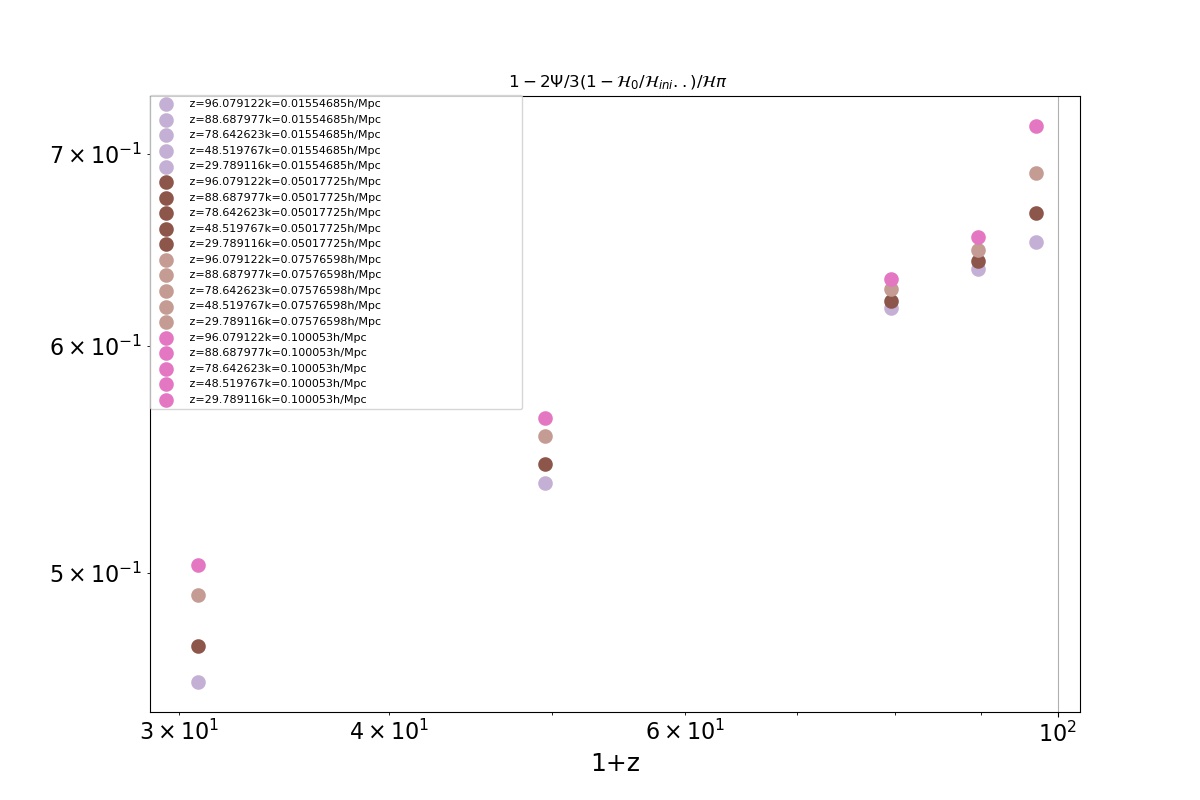 1 − 2Ψ/3(1 − ℋ₀/ℋᵢₙᵢ..)/ℋπ
z=96.079122k=0.01554685h/Mpc
z=88.687977k=0.01554685h/Mpc
z=78.642623k=0.01554685h/Mpc
z=48.519767k=0.01554685h/Mpc
z=29.789116k=0.01554685h/Mpc
z=96.079122k=0.05017725h/Mpc
z=88.687977k=0.05017725h/Mpc
z=78.642623k=0.05017725h/Mpc
z=48.519767k=0.05017725h/Mpc
z=29.789116k=0.05017725h/Mpc
z=96.079122k=0.07576598h/Mpc
z=88.687977k=0.07576598h/Mpc
z=78.642623k=0.07576598h/Mpc
z=48.519767k=0.07576598h/Mpc
z=29.789116k=0.07576598h/Mpc
z=96.079122k=0.100053h/Mpc
z=88.687977k=0.100053h/Mpc
z=78.642623k=0.100053h/Mpc
z=48.519767k=0.100053h/Mpc
z=29.789116k=0.100053h/Mpc
7 × 10⁻¹
6 × 10⁻¹
5 × 10⁻¹
3 × 10¹
4 × 10¹
6 × 10¹
10²
1+z